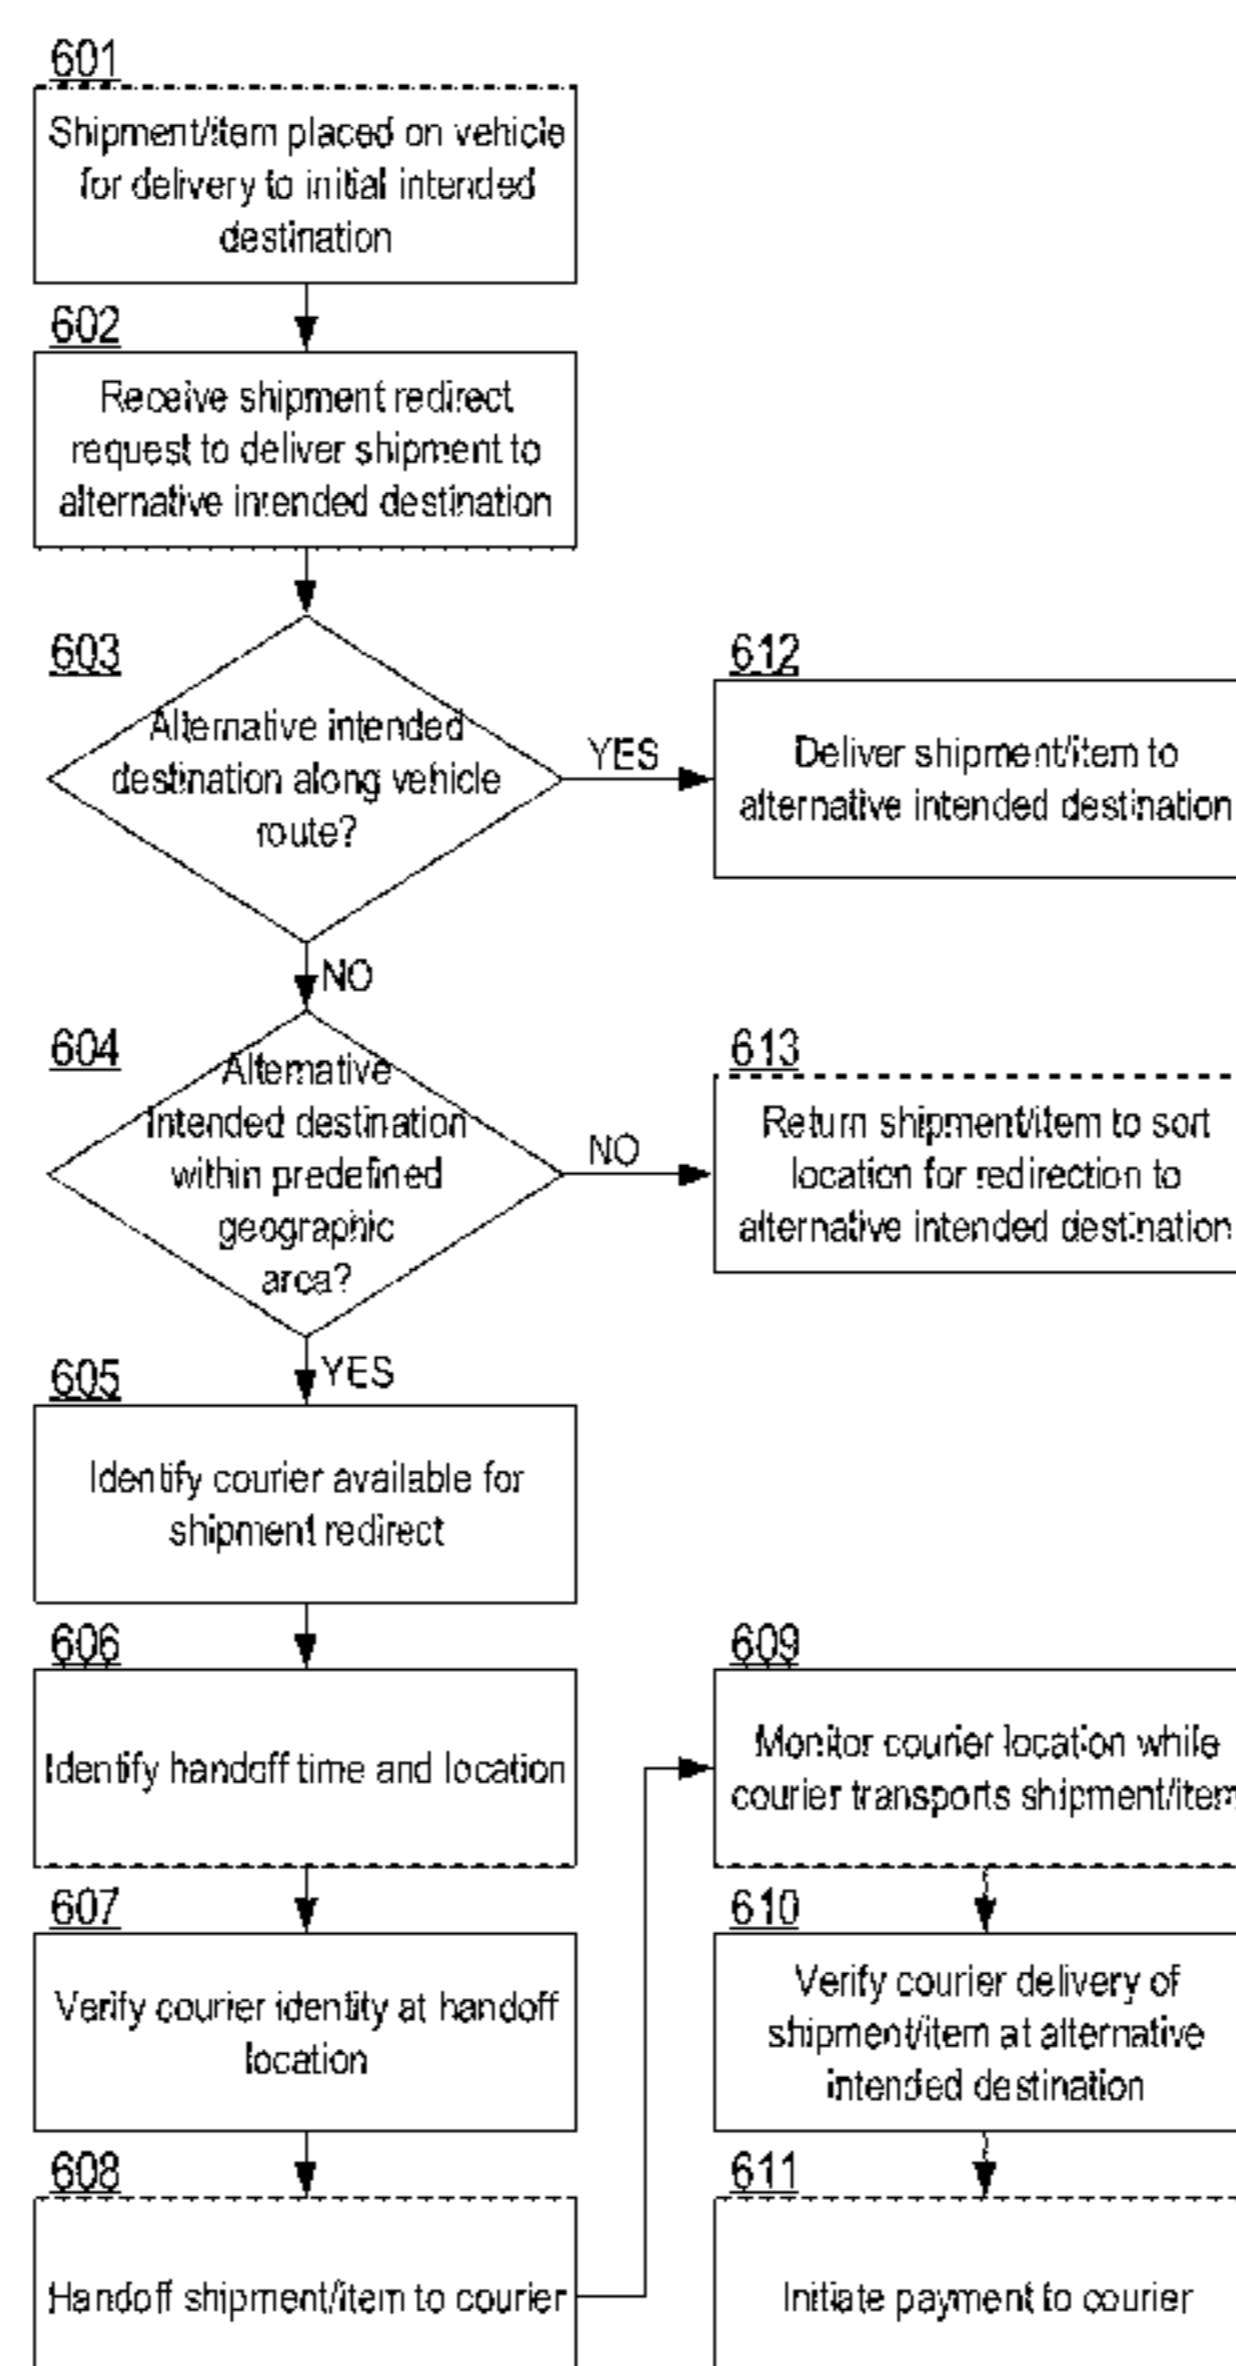 601
Shipment/item placed on vehicle
for delivery to initial intended
destination
602
Receive shipment redirect
request to deliver shipment to
alternative intended destination
603
Alternative intended
destination along vehicle
route?
YES
612
Deliver shipment/item to
alternative intended destination
NO
604
Alternative
Intended destination
within predefined
geographic
area?
NO
613
Return shipment/item to sort
location for redirection to
alternative intended destination
YES
605
Identify courier available for
shipment redirect
606
Identify handoff time and location
607
Verify courier identity at handoff
location
608
Handoff shipment/item to courier
609
Monitor courier location while
courier transports shipment/item
610
Verify courier delivery of
shipment/item at alternative
intended destination
611
Initiate payment to courier